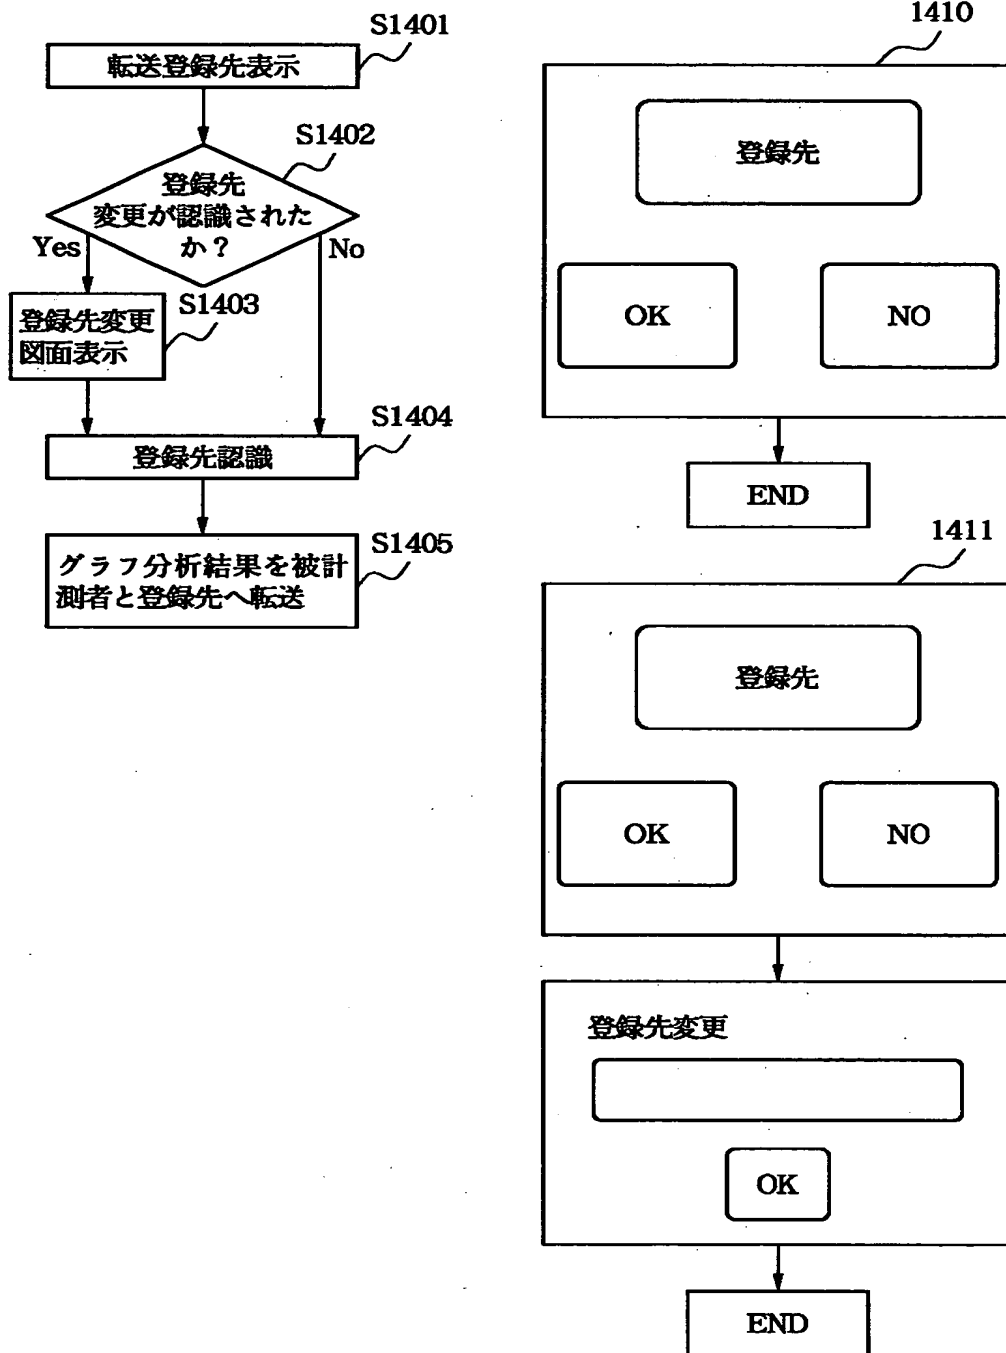 S1401
転送登録先表示
S1402
登録先
変更が認識された
か？
Yes
No
S1403
登録先変更
図面表示
S1404
登録先認識
S1405
グラフ分析結果を被計
測者と登録先へ転送
1410
登録先
OK
NO
END
1411
登録先
OK
NO
登録先変更
OK
END